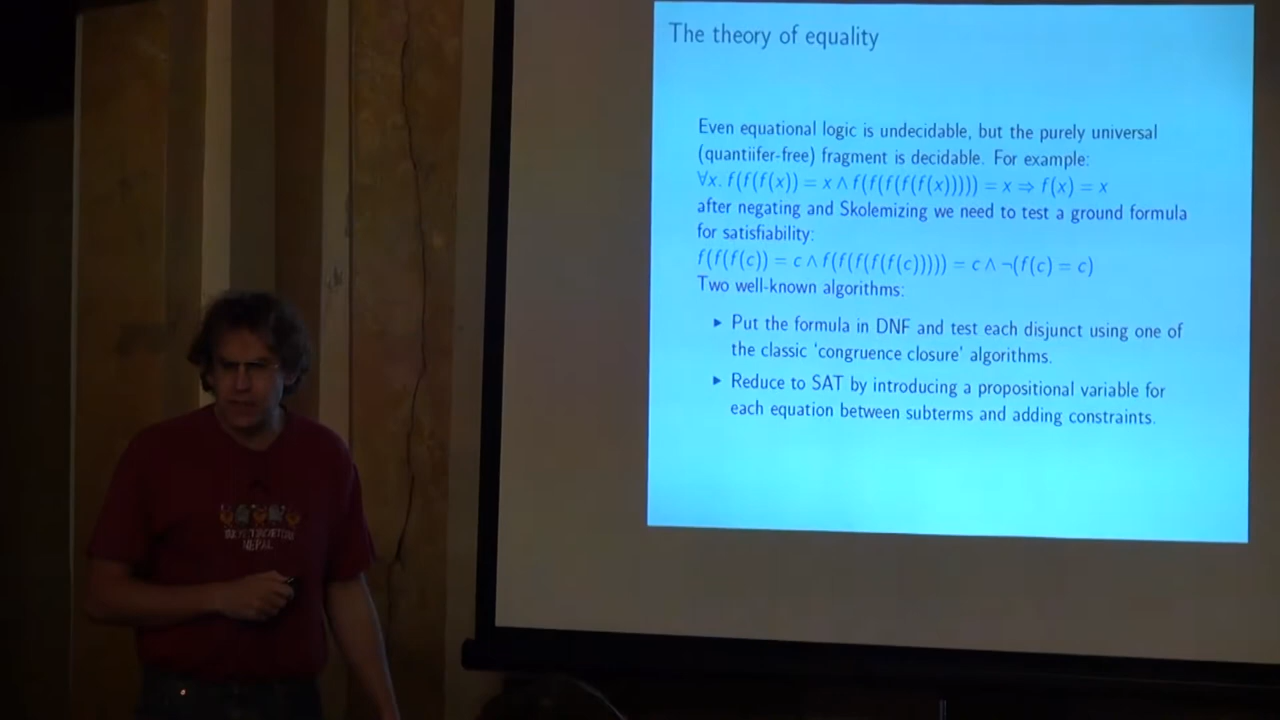 The theory of equality
Even equational logic is undecidable, but the purely universal
(quantiifer-free) fragment is decidable. For example:
∀x. f(f(f(x)) = x ∧ f(f(f(f(f(x))))) = x ⇒ f(x) = x
after negating and Skolemizing we need to test a ground formula
for satisfiability:
f(f(f(c)) = c ∧ f(f(f(f(f(c))))) = c ∧ ¬(f(c) = c)
Two well-known algorithms:
▸ Put the formula in DNF and test each disjunct using one of
the classic 'congruence closure' algorithms.
▸ Reduce to SAT by introducing a propositional variable for
each equation between subterms and adding constraints.
NEPAL